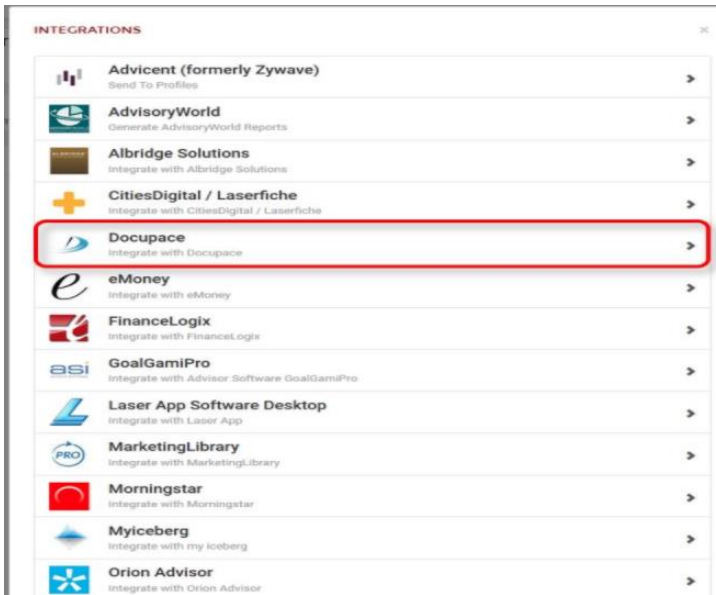 INTEGRATIONS
Advicent (formerly Zywave)
Send To Profiles
AdvisoryWorld
Generate AdvisoryWorld Reports
Albridge Solutions
Integrate with Albridge Solutions
CitiesDigital / Laserfiche
Integrate with CitiesDigital / Laserfiche
Docupace
Integrate with Docupace
eMoney
Integrate with eMoney
FinanceLogix
Integrate with FinanceLogix
asi
GoalGamiPro
Integrate with Advisor Software GoalGamiPro
Laser App Software Desktop
Integrate with Laser App
PRO
MarketingLibrary
Integrate with MarketingLibrary
Morningstar
Integrate with Morningstar
Myiceberg
Integrate with my iceberg
Orion Advisor
Integrate with Orion Advisor